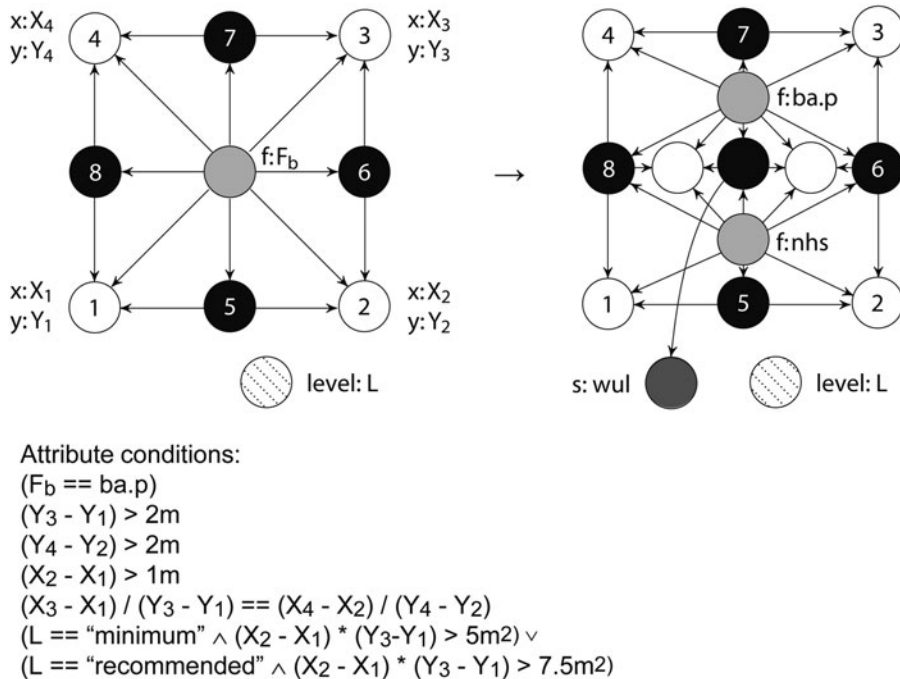 x:X₄ 4 7 3 x:X₃
y:Y₄ y:Y₃
f:F_b
8 6
x:X₁ 1 5 2 x:X₂
y:Y₁ y:Y₂
level: L
→
4 7 3
f:ba.p
8 6
f:nhs
1 5 2
s: wul level: L
Attribute conditions:
(F_b == ba.p)
(Y₃ - Y₁) > 2m
(Y₄ - Y₂) > 2m
(X₂ - X₁) > 1m
(X₃ - X₁) / (Y₃ - Y₁) == (X₄ - X₂) / (Y₄ - Y₂)
(L == “minimum” ∧ (X₂ - X₁) * (Y₃-Y₁) > 5m²) ∨
(L == “recommended” ∧ (X₂ - X₁) * (Y₃ - Y₁) > 7.5m²)